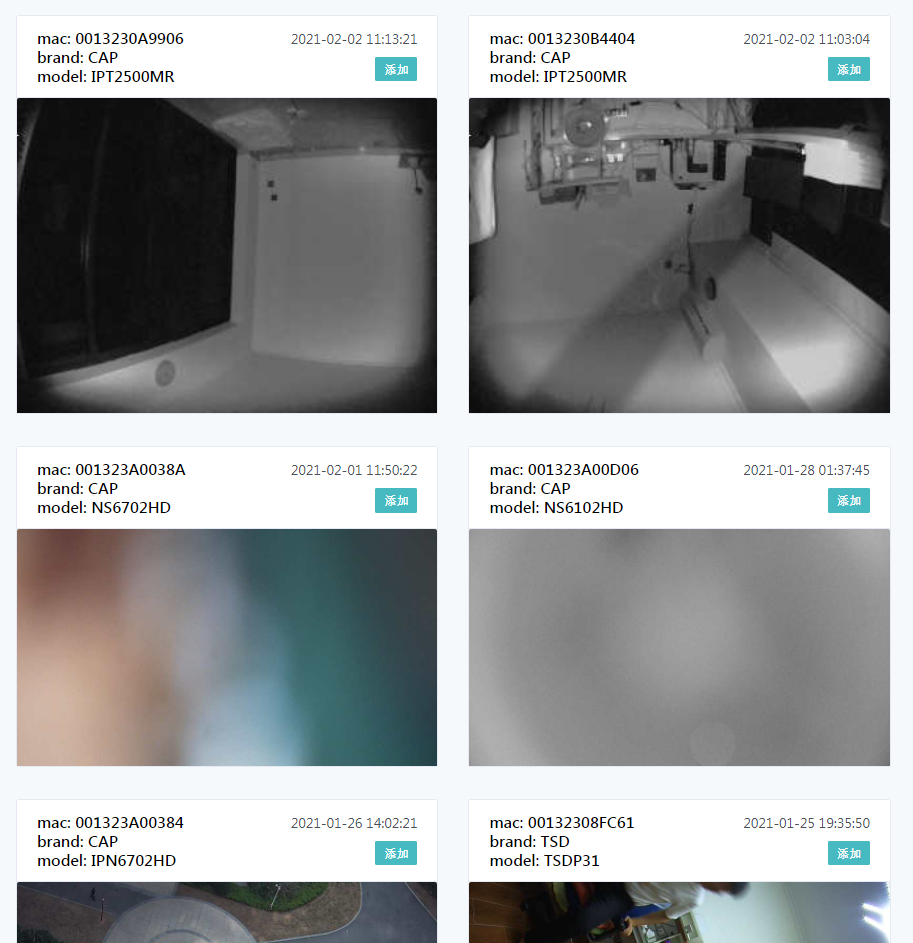 mac: 0013230A9906
2021-02-02 11:13:21
brand: CAP
model: IPT2500MR
添加
mac: 0013230B4404
2021-02-02 11:03:04
brand: CAP
model: IPT2500MR
添加
mac: 001323A0038A
2021-02-01 11:50:22
brand: CAP
model: NS6702HD
添加
mac: 001323A00D06
2021-01-28 01:37:45
brand: CAP
model: NS6102HD
添加
mac: 001323A00384
2021-01-26 14:02:21
brand: CAP
model: IPN6702HD
添加
mac: 00132308FC61
2021-01-25 19:35:50
brand: TSD
model: TSDP31
添加